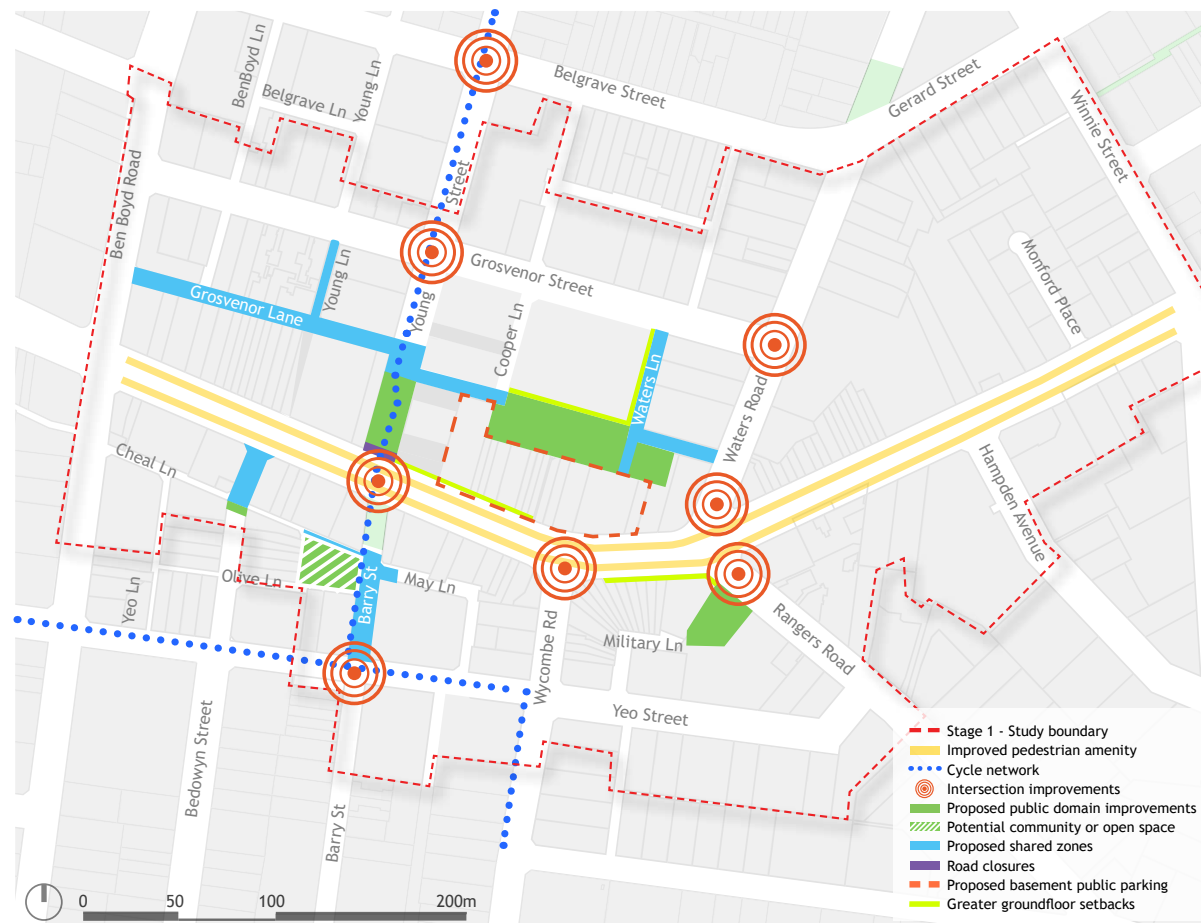 BenBoyd Ln
Belgrave Ln
Young Ln
Belgrave Street
Gerard Street
Winnie Street
Ben Boyd Road
Street
Young
Grosvenor Street
Young Ln
Grosvenor Lane
Cooper Ln
Waters Ln
Waters Road
Monford Place
Hampden Avenue
Cheal Ln
Olive Ln
Yeo Ln
Barry St
May Ln
Wycombe Rd
Military Ln
Rangers Road
Yeo Street
Bedowyn Street
Barry St
Stage 1 - Study boundary
Improved pedestrian amenity
Cycle network
Intersection improvements
Proposed public domain improvements
Potential community or open space
Proposed shared zones
Road closures
Proposed basement public parking
Greater groundfloor setbacks
0 50 100 200m